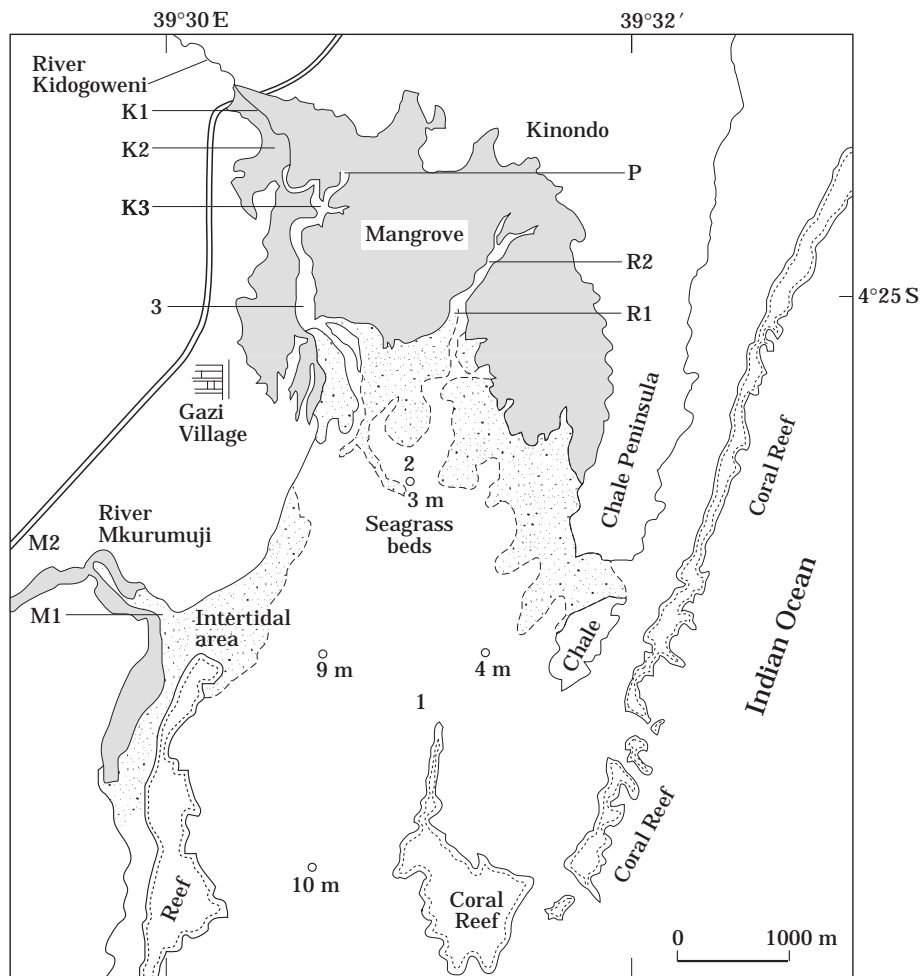 39°30 E
39°32′
River
Kidogoweni
K1
K2
Kinondo
P
K3
Mangrove
R2
4°25 S
3
R1
Gazi
Village
Chale Peninsula
Coral Reef
2
3 m
Seagrass
beds
River
Mkurumuji
M2
M1
Intertidal
area
Chale
Indian Ocean
9 m
4 m
1
Coral Reef
Reef
10 m
Coral
Reef
0
1000 m